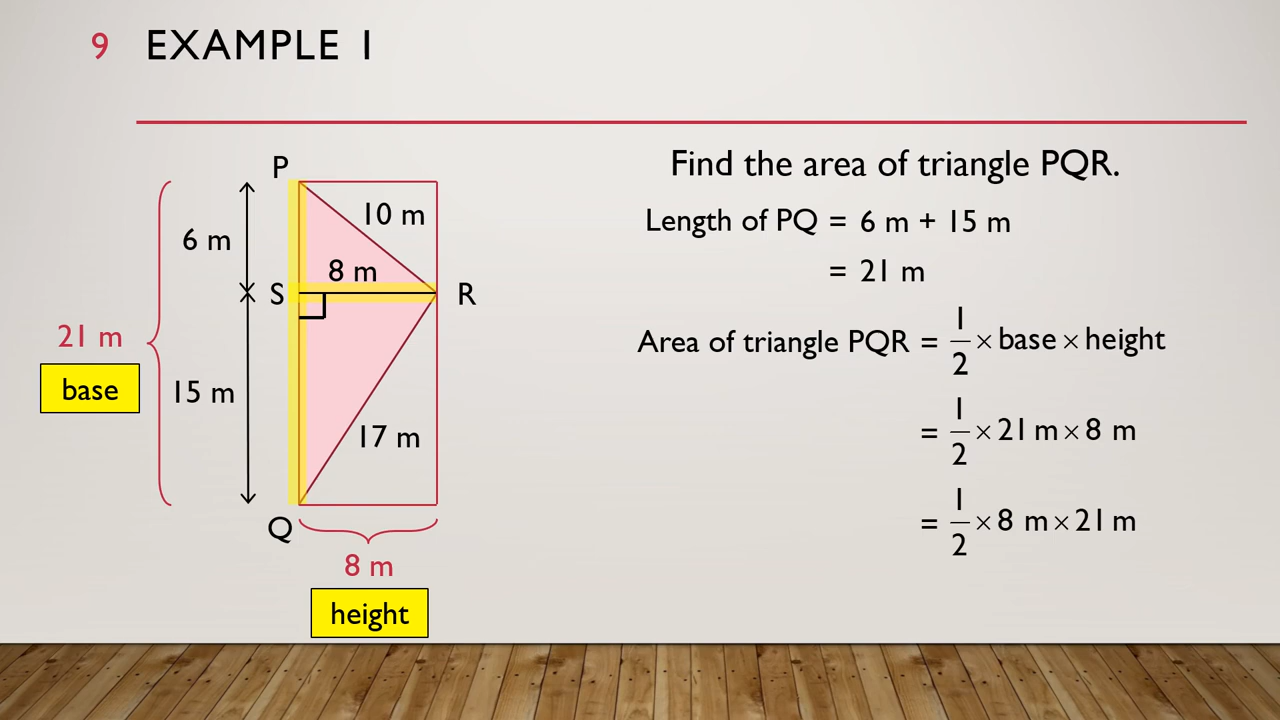 9 EXAMPLE 1
Find the area of triangle PQR.
Length of PQ = 6 m + 15 m
= 21 m
Area of triangle PQR = 1/2 × base × height
= 1/2 × 21 m × 8 m
= 1/2 × 8 m × 21 m
P
10 m
6 m
8 m
S
R
21 m
base
15 m
17 m
Q
8 m
height